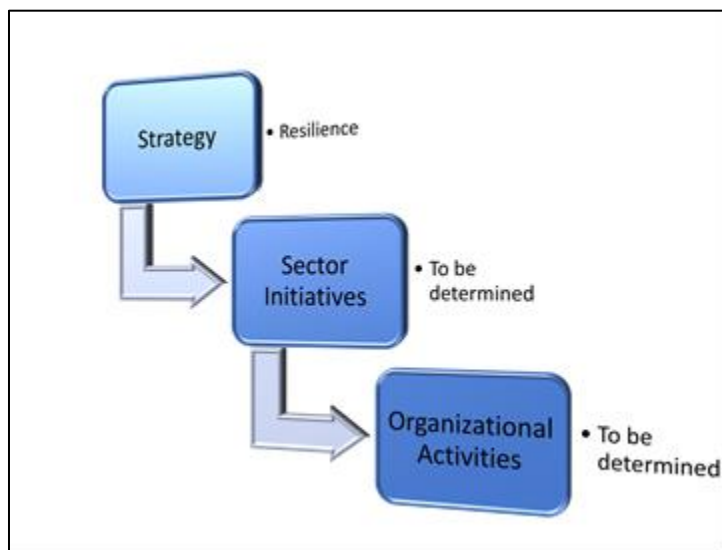 Strategy
• Resilience
Sector
Initiatives
• To be
determined
Organizational
Activities
• To be
determined